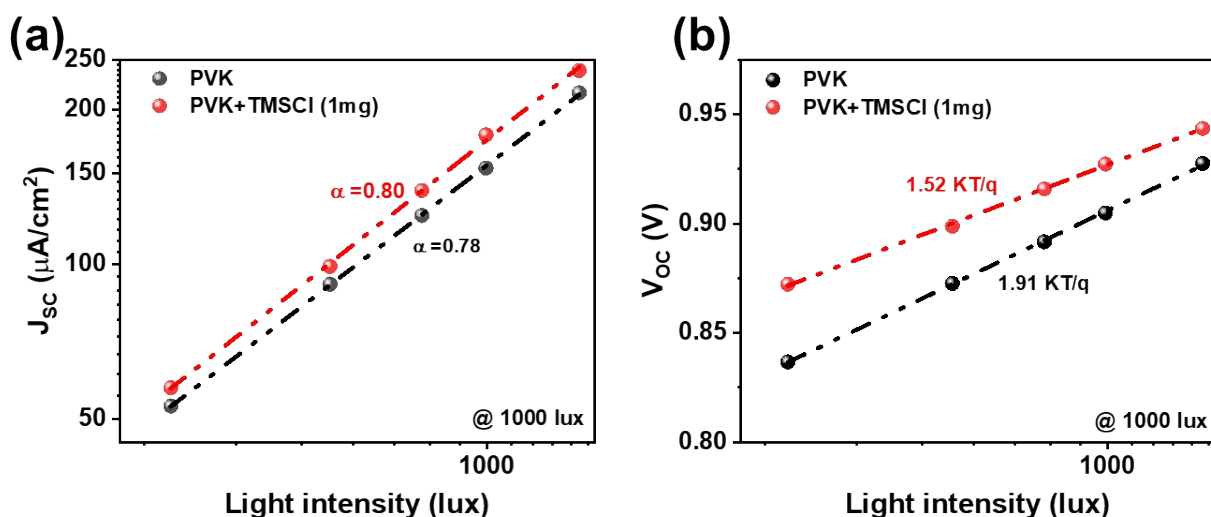 (a)
250
200
150
100
50
J_SC (μA/cm²)
PVK
PVK+TMSCl (1mg)
α =0.80
α =0.78
@ 1000 lux
1000
Light intensity (lux)
(b)
0.95
0.90
0.85
0.80
V_OC (V)
PVK
PVK+TMSCl (1mg)
1.52 KT/q
1.91 KT/q
@ 1000 lux
1000
Light intensity (lux)